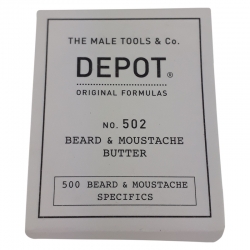 THE MALE TOOLS & Co.
DEPOT®
ORIGINAL FORMULAS
NO. 502
BEARD & MOUSTACHE
BUTTER
500 BEARD & MOUSTACHE
SPECIFICS